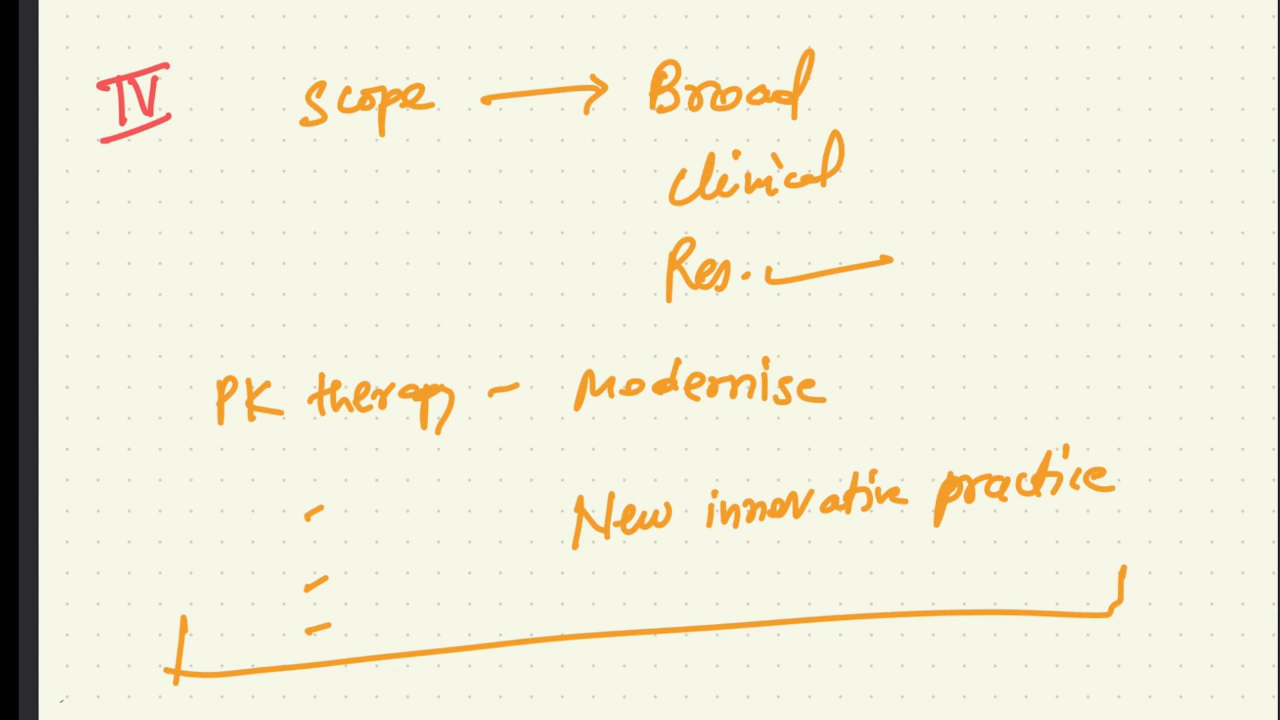 IV scope → Broad
clinical
Res.
PK therapy - Modernise
- New innovative practice
-
-